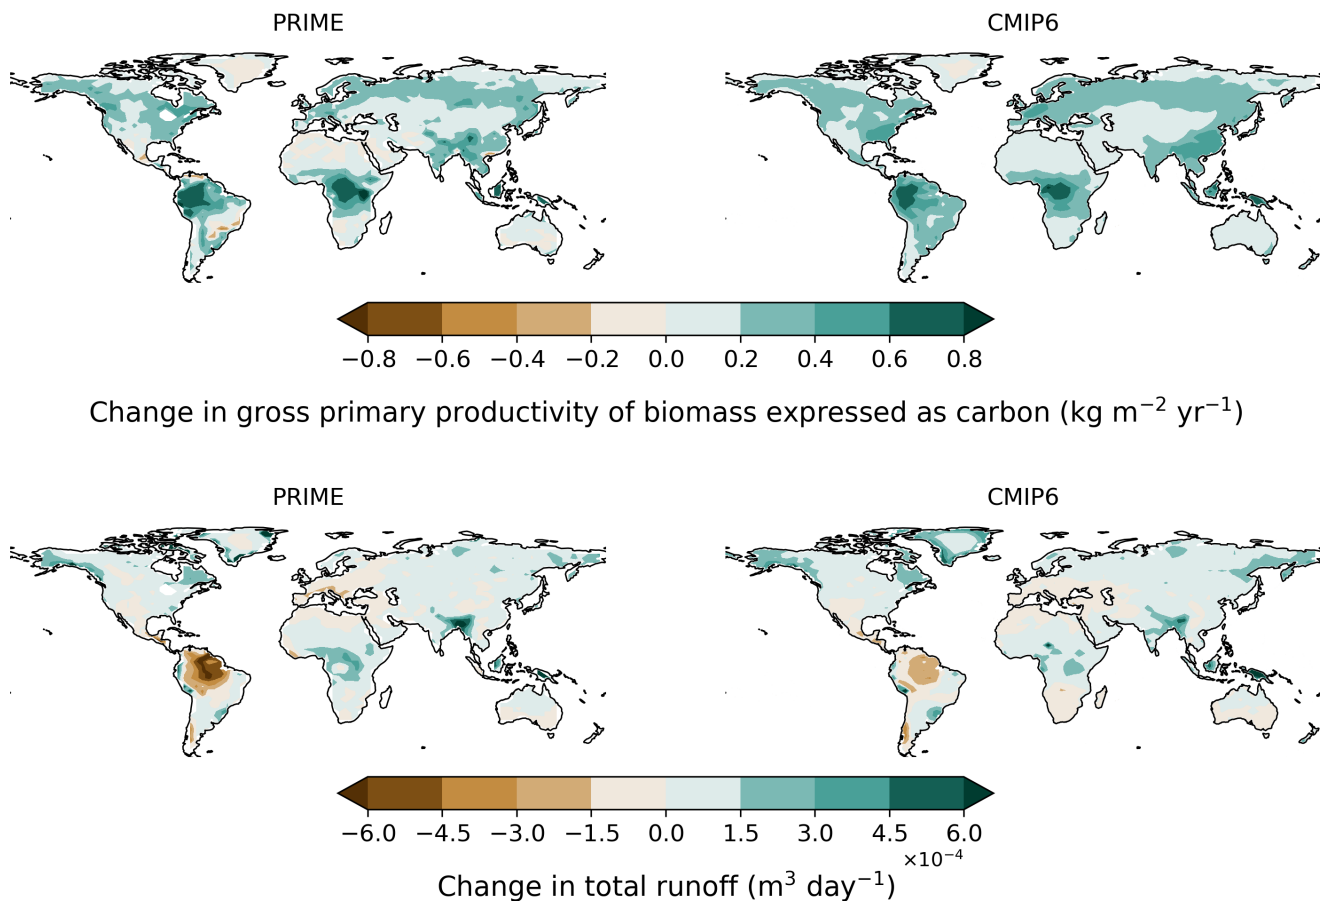 PRIME CMIP6
−0.8 −0.6 −0.4 −0.2 0.0 0.2 0.4 0.6 0.8
Change in gross primary productivity of biomass expressed as carbon (kg m⁻² yr⁻¹)
PRIME CMIP6
−6.0 −4.5 −3.0 −1.5 0.0 1.5 3.0 4.5 6.0
×10⁻⁴
Change in total runoff (m³ day⁻¹)